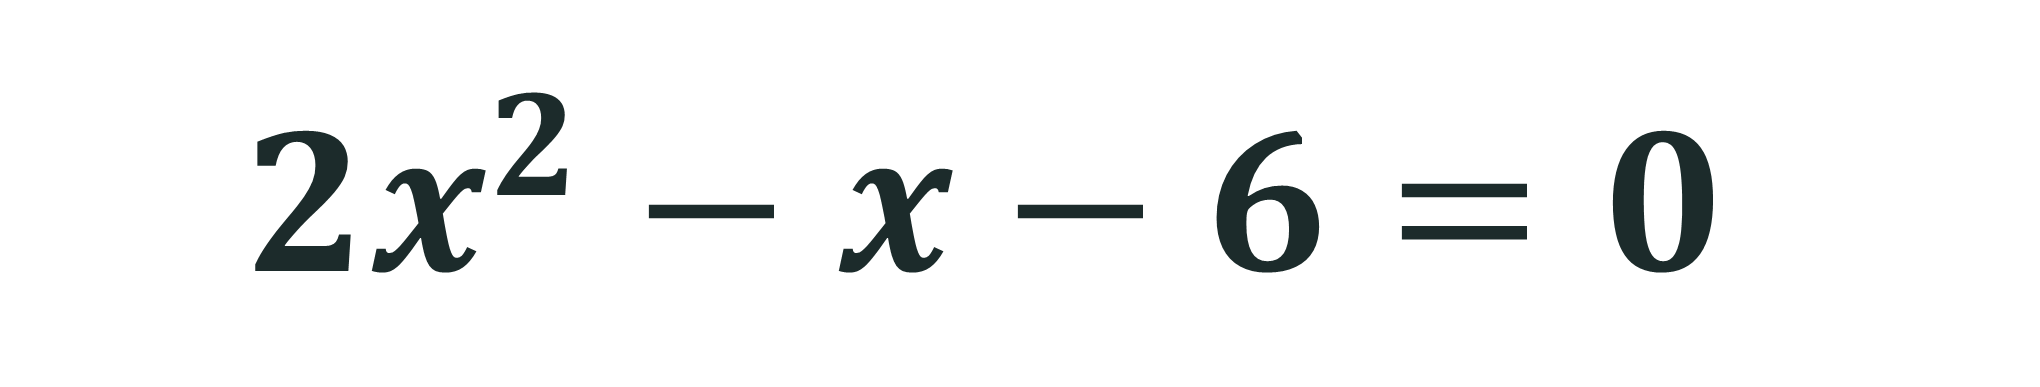 2x² − x − 6 = 0